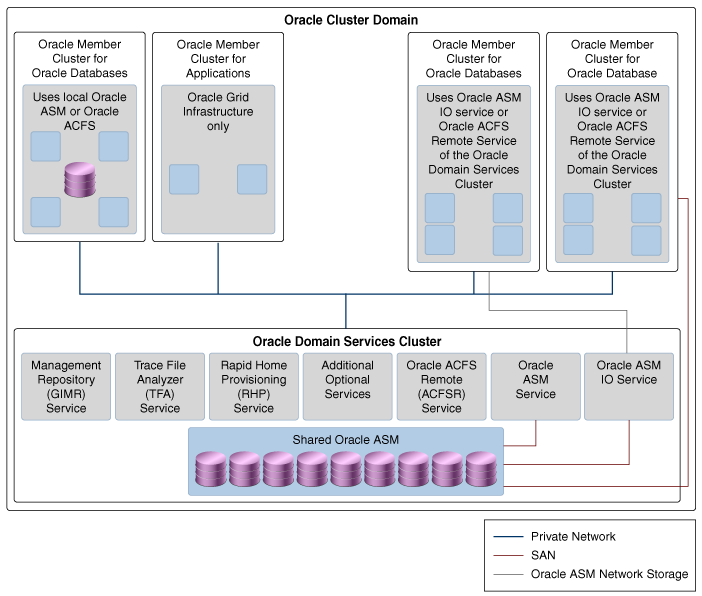 Oracle Cluster Domain
Oracle Member
Cluster for
Oracle Databases
Uses local Oracle
ASM or Oracle
ACFS
Oracle Member
Cluster for
Applications
Oracle Grid
Infrastructure
only
Oracle Member
Cluster for
Oracle Databases
Uses Oracle ASM
IO service or
Oracle ACFS
Remote Service
of the Oracle
Domain Services
Cluster
Oracle Member
Cluster for
Oracle Database
Uses Oracle ASM
IO service or
Oracle ACFS
Remote Service
of the Oracle
Domain Services
Cluster
Oracle Domain Services Cluster
Management
Repository
(GIMR)
Service
Trace File
Analyzer
(TFA)
Service
Rapid Home
Provisioning
(RHP)
Service
Additional
Optional
Services
Oracle ACFS
Remote
(ACFSR)
Service
Oracle
ASM
Service
Oracle ASM
IO Service
Shared Oracle ASM
Private Network
SAN
Oracle ASM Network Storage